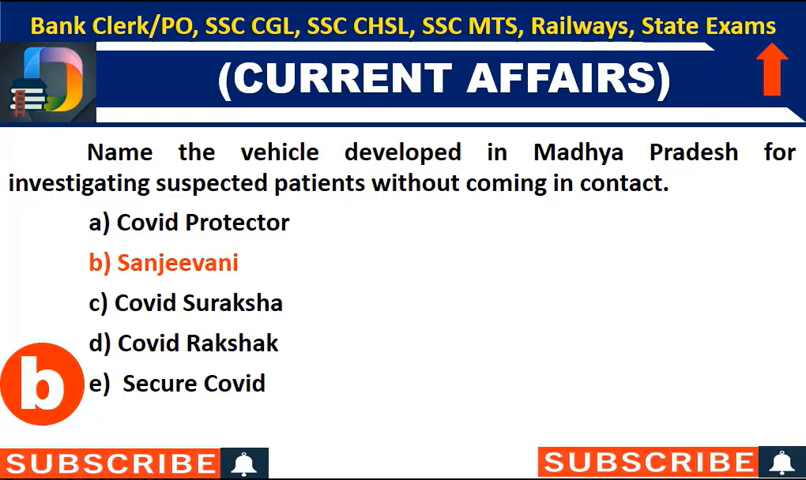 Bank Clerk/PO, SSC CGL, SSC CHSL, SSC MTS, Railways, State Exams
(CURRENT AFFAIRS)
Name the vehicle developed in Madhya Pradesh for
investigating suspected patients without coming in contact.
a) Covid Protector
b) Sanjeevani
c) Covid Suraksha
d) Covid Rakshak
e) Secure Covid
b
SUBSCRIBE
SUBSCRIBE